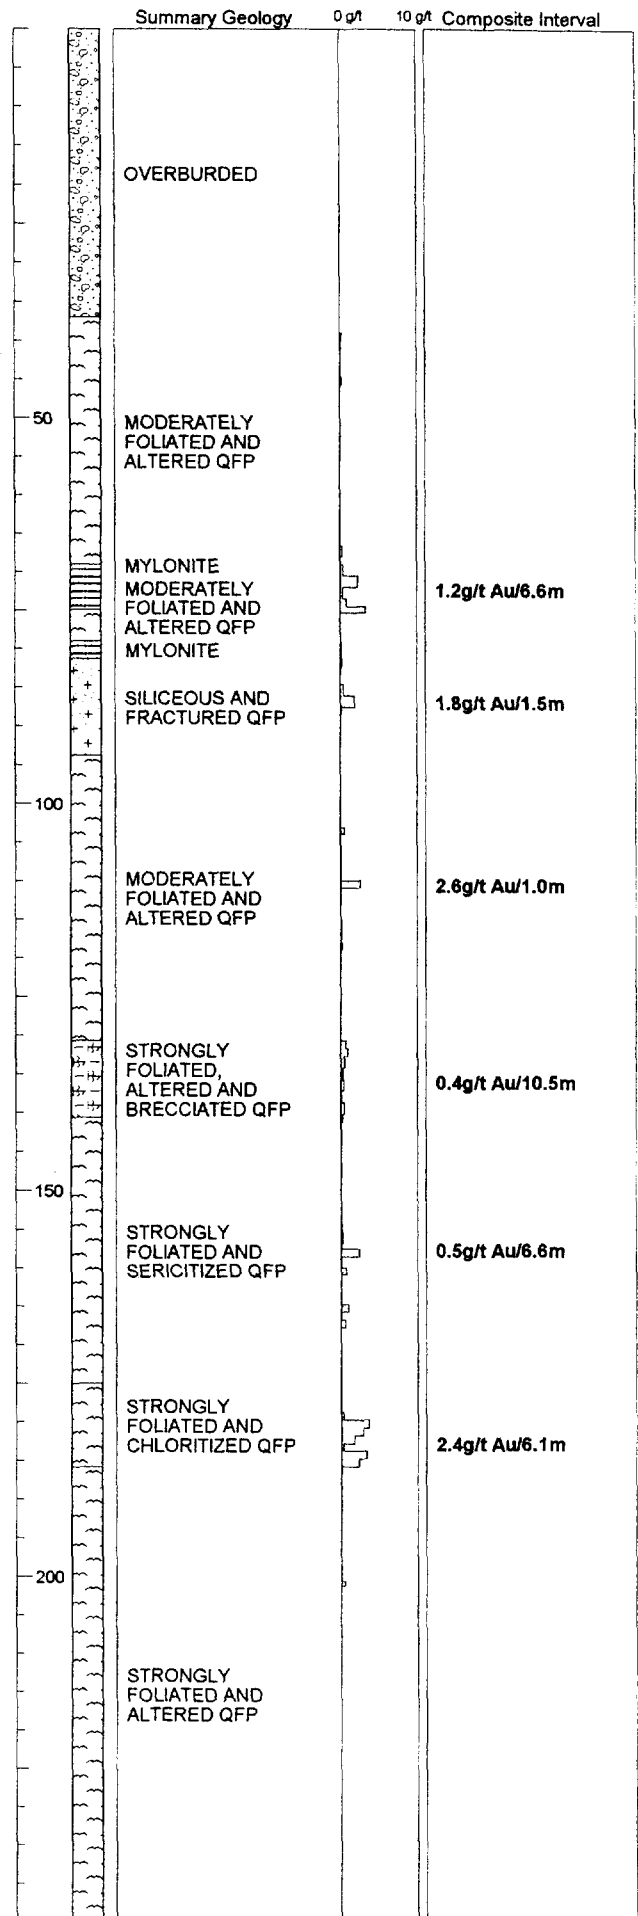 Summary Geology 0 g/t 10 g/t Composite Interval
OVERBURDED
50
MODERATELY
FOLIATED AND
ALTERED QFP
MYLONITE
MODERATELY
FOLIATED AND
ALTERED QFP
MYLONITE
1.2g/t Au/6.6m
SILICEOUS AND
FRACTURED QFP
1.8g/t Au/1.5m
100
MODERATELY
FOLIATED AND
ALTERED QFP
2.6g/t Au/1.0m
STRONGLY
FOLIATED,
ALTERED AND
BRECCIATED QFP
0.4g/t Au/10.5m
150
STRONGLY
FOLIATED AND
SERICITIZED QFP
0.5g/t Au/6.6m
STRONGLY
FOLIATED AND
CHLORITIZED QFP
2.4g/t Au/6.1m
200
STRONGLY
FOLIATED AND
ALTERED QFP